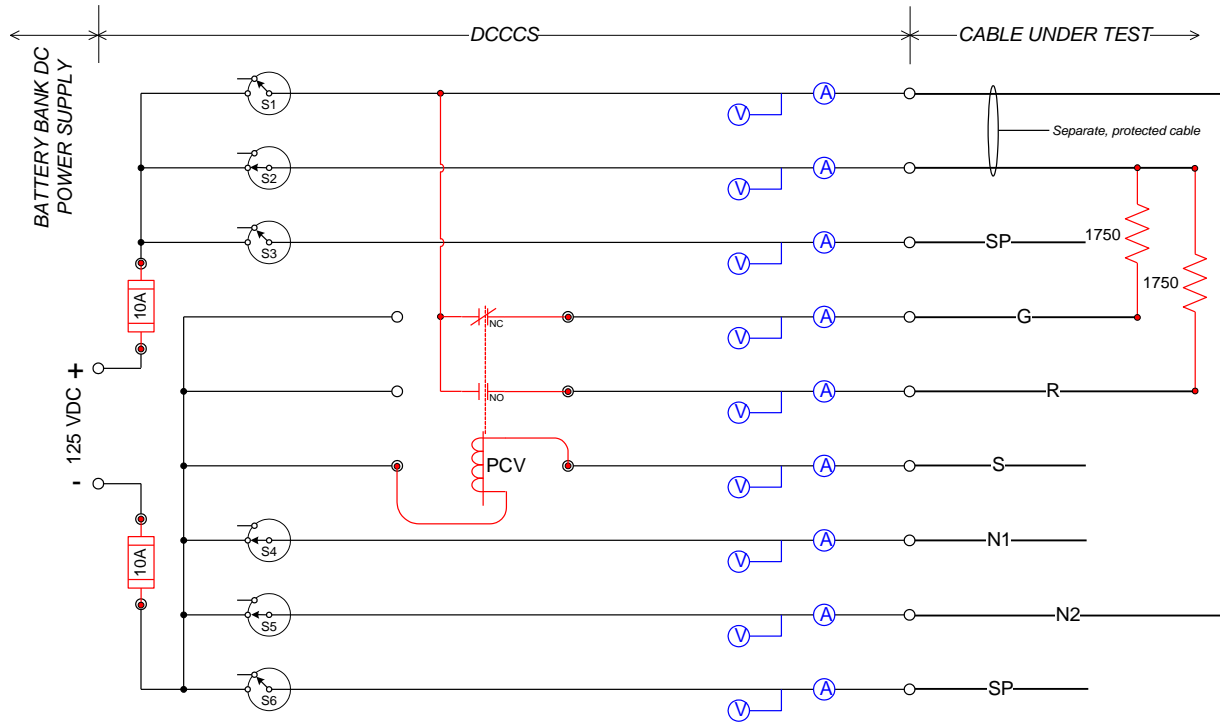 DCCCS
CABLE UNDER TEST
BATTERY BANK DC
POWER SUPPLY
S1
A
V
Separate, protected cable
S2
A
V
S3
A
SP
1750
V
1750
10A
NC
A
G
V
+
125 VDC
-
NO
A
R
V
PCV
A
S
V
10A
S4
A
N1
V
S5
A
N2
V
S6
A
SP
V